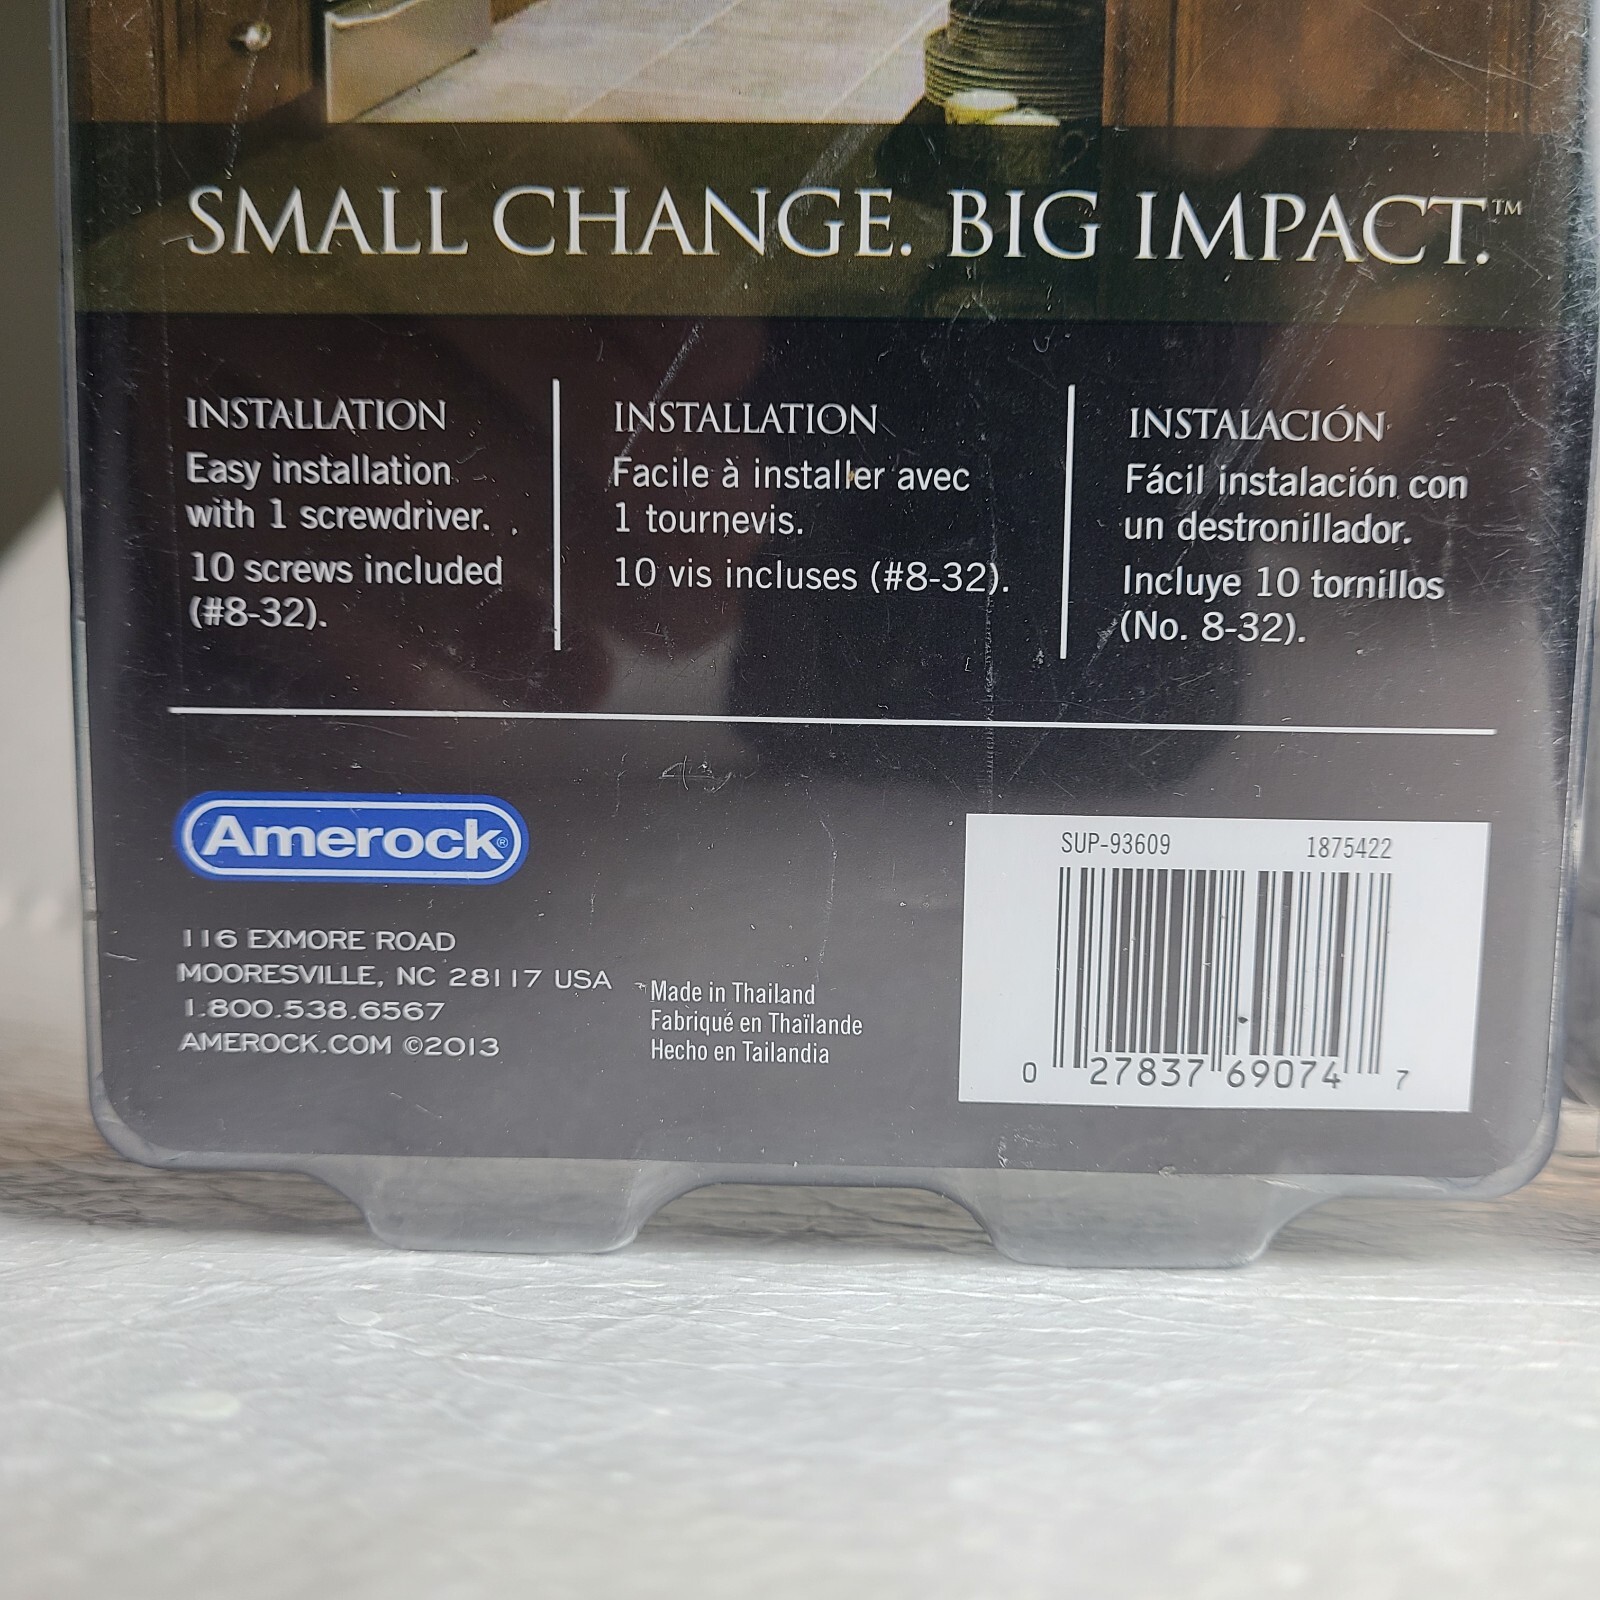 SMALL CHANGE. BIG IMPACT.™
INSTALLATION
Easy installation
with 1 screwdriver.
10 screws included
(#8-32).
INSTALLATION
Facile à installer avec
1 tournevis.
10 vis incluses (#8-32).
INSTALACIÓN
Fácil instalación con
un destronillador.
Incluye 10 tornillos
(No. 8-32).
Amerock®
116 EXMORE ROAD
MOORESVILLE, NC 28117 USA
1.800.538.6567
AMEROCK.COM ©2013
Made in Thailand
Fabriqué en Thaïlande
Hecho en Tailandia
SUP-93609 1875422
0 27837 69074 7